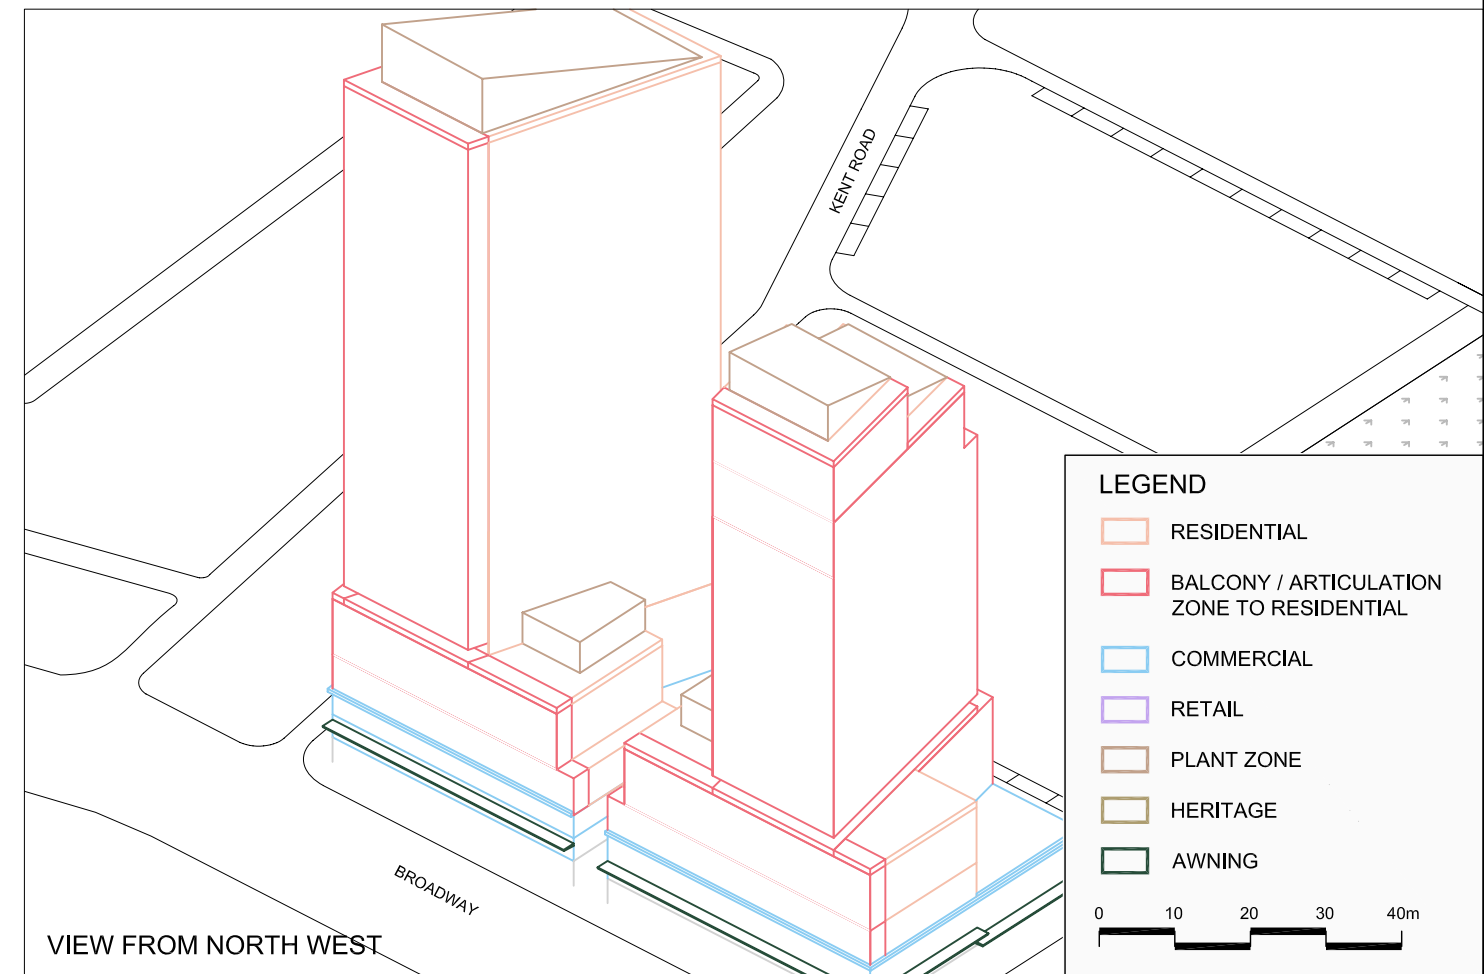 KENT ROAD
LEGEND
RESIDENTIAL
BALCONY / ARTICULATION
ZONE TO RESIDENTIAL
COMMERCIAL
RETAIL
PLANT ZONE
HERITAGE
AWNING
0 10 20 30 40m
BROADWAY
VIEW FROM NORTH WEST